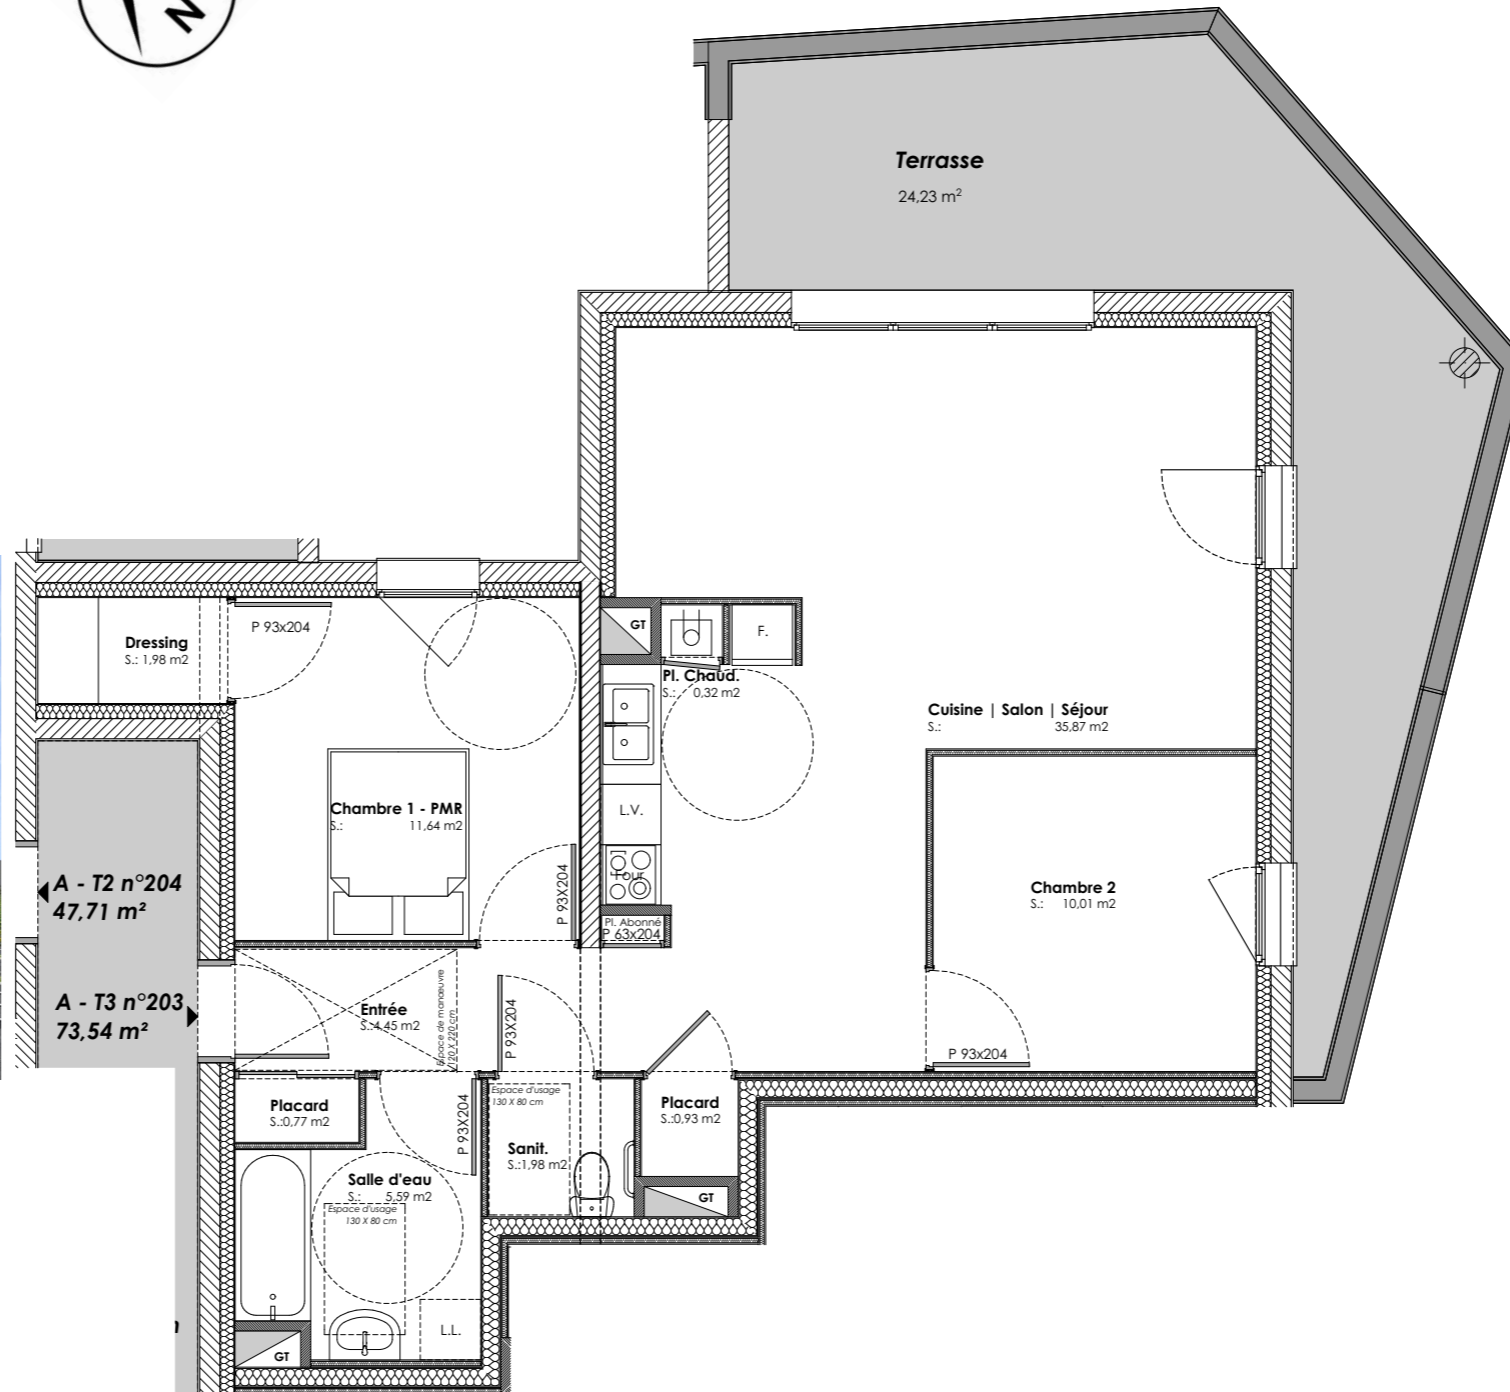 N
Terrasse
24,23 m²
Dressing
S.: 1,98 m2
P 93x204
GT
F.
Pl. Chaud.
S.: 0,32 m2
Cuisine | Salon | Séjour
S.: 35,87 m2
Chambre 1 - PMR
S.: 11,64 m2
L.V.
Four
P 93X204
Pl. Abonné
P 63x204
Chambre 2
S.: 10,01 m2
A - T2 n°204
47,71 m²
A - T3 n°203
73,54 m²
Entrée
S.:4,45 m2
Espace de manœuvre
120 X 220 cm
P 93X204
P 93x204
Placard
S.:0,77 m2
P 93X204
Espace d'usage
130 X 80 cm
Sanit.
S.:1,98 m2
Placard
S.:0,93 m2
GT
Salle d'eau
S.: 5,59 m2
Espace d'usage
130 X 80 cm
L.L.
GT